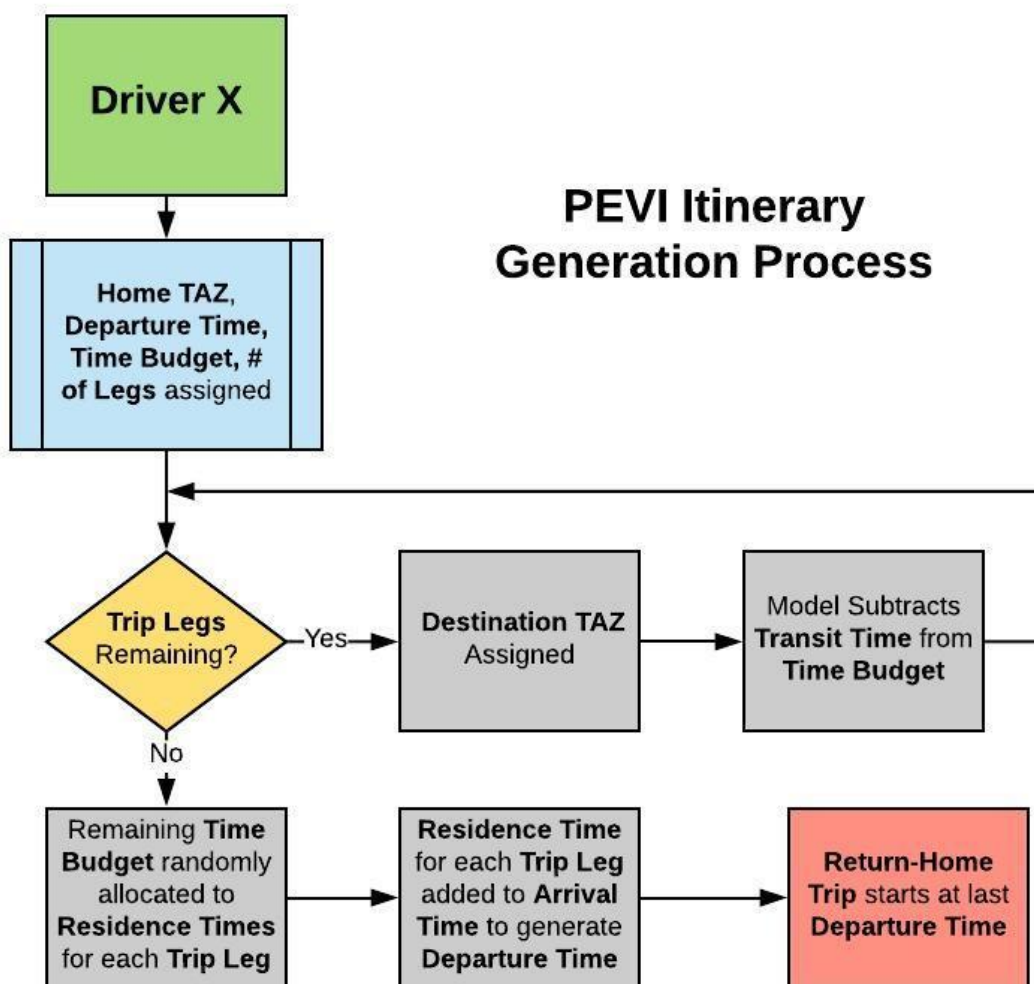 Driver X
PEVI Itinerary
Generation Process
Home TAZ,
Departure Time,
Time Budget, #
of Legs assigned
Trip Legs
Remaining?
Yes
Destination TAZ
Assigned
Model Subtracts
Transit Time from
Time Budget
No
Remaining Time
Budget randomly
allocated to
Residence Times
for each Trip Leg
Residence Time
for each Trip Leg
added to Arrival
Time to generate
Departure Time
Return-Home
Trip starts at last
Departure Time